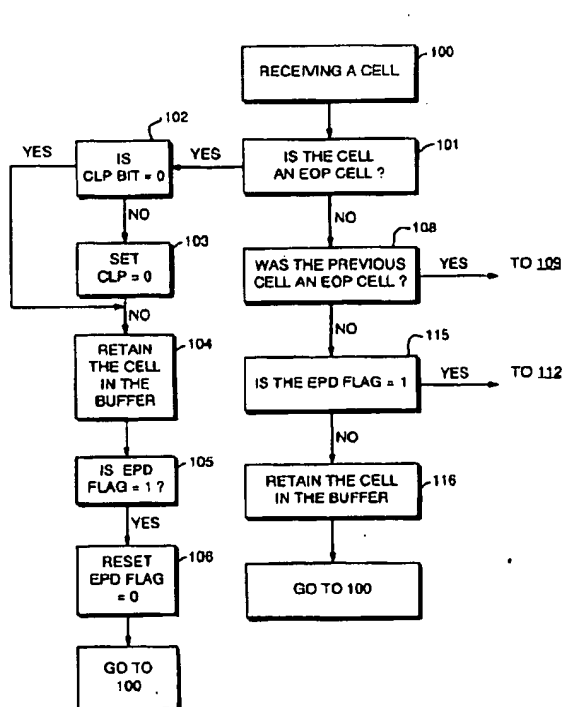 100
RECEIVING A CELL
102
101
YES
IS
CLP BIT = 0
YES
IS THE CELL
AN EOP CELL ?
NO
NO
103
108
SET
CLP = 0
WAS THE PREVIOUS
CELL AN EOP CELL ?
YES
TO 109
NO
NO
104
115
RETAIN
THE CELL
IN THE
BUFFER
IS THE EPD FLAG = 1
YES
TO 112
NO
105
116
IS EPD
FLAG = 1 ?
RETAIN THE CELL
IN THE BUFFER
YES
106
RESET
EPD FLAG
= 0
GO TO 100
GO TO
100